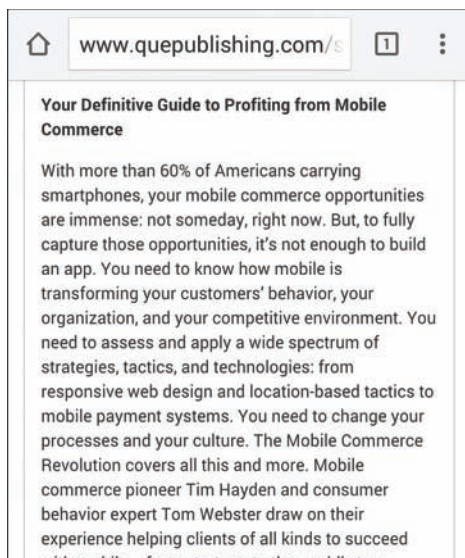 www.quepublishing.com/s
1
Your Definitive Guide to Profiting from Mobile
Commerce
With more than 60% of Americans carrying
smartphones, your mobile commerce opportunities
are immense: not someday, right now. But, to fully
capture those opportunities, it's not enough to build
an app. You need to know how mobile is
transforming your customers' behavior, your
organization, and your competitive environment. You
need to assess and apply a wide spectrum of
strategies, tactics, and technologies: from
responsive web design and location-based tactics to
mobile payment systems. You need to change your
processes and your culture. The Mobile Commerce
Revolution covers all this and more. Mobile
commerce pioneer Tim Hayden and consumer
behavior expert Tom Webster draw on their
experience helping clients of all kinds to succeed